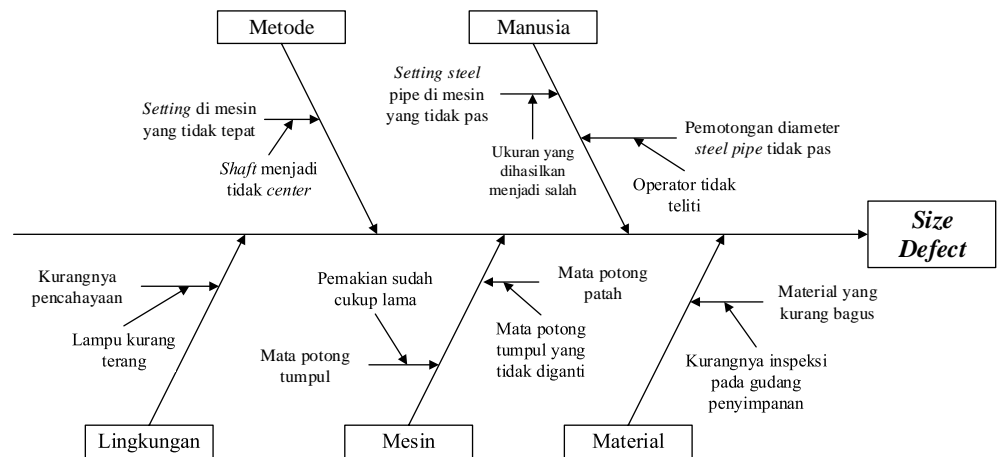 Metode
Manusia
Setting di mesin
yang tidak tepat
Shaft menjadi
tidak center
Setting steel
pipe di mesin
yang tidak pas
Ukuran yang
dihasilkan
menjadi salah
Pemotongan diameter
steel pipe tidak pas
Operator tidak
teliti
Size
Defect
Kurangnya
pencahayaan
Lampu kurang
terang
Pemakian sudah
cukup lama
Mata potong
tumpul
Mata potong
patah
Mata potong
tumpul yang
tidak diganti
Material yang
kurang bagus
Kurangnya inspeksi
pada gudang
penyimpanan
Lingkungan
Mesin
Material